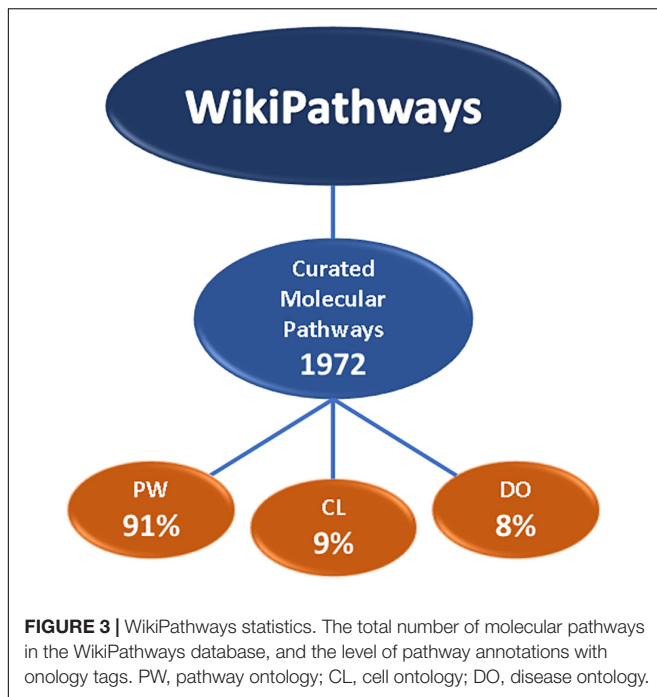 WikiPathways
Curated
Molecular
Pathways
1972
PW
91%
CL
9%
DO
8%
FIGURE 3 | WikiPathways statistics. The total number of molecular pathways
in the WikiPathways database, and the level of pathway annotations with
onology tags. PW, pathway ontology; CL, cell ontology; DO, disease ontology.